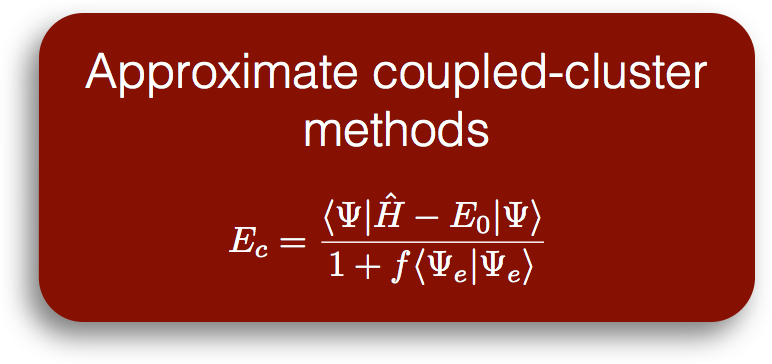 Approximate coupled-cluster
methods
E_c = \frac{\langle\Psi|\hat{H} - E_0|\Psi\rangle}{1 + f\langle\Psi_e|\Psi_e\rangle}